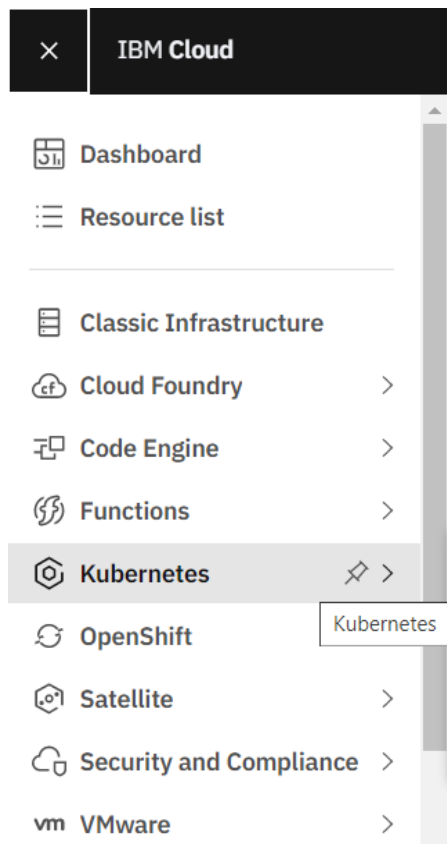 IBM Cloud
Dashboard
Resource list
Classic Infrastructure
cf Cloud Foundry
Code Engine
Functions
Kubernetes
Kubernetes
OpenShift
Satellite
Security and Compliance
vm VMware